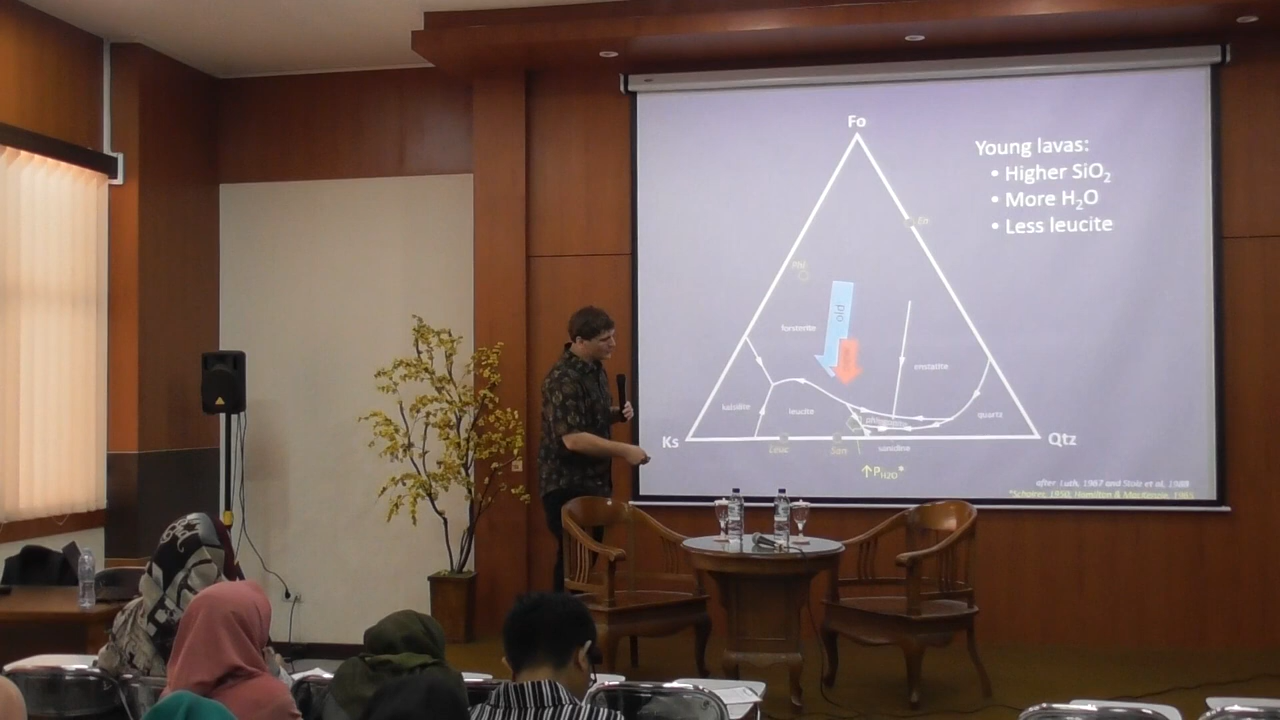 Fo
Young lavas:
• Higher SiO₂
• More H₂O
• Less leucite
En
old
forsterite
enstatite
kalsilite
leucite
quartz
Ks
Qtz
Leuc
San
sanidine
↑P_H2O*
after Luth, 1967 and Stolz et al, 1988
*Schairer, 1950, Hamilton & MacKenzie, 1965